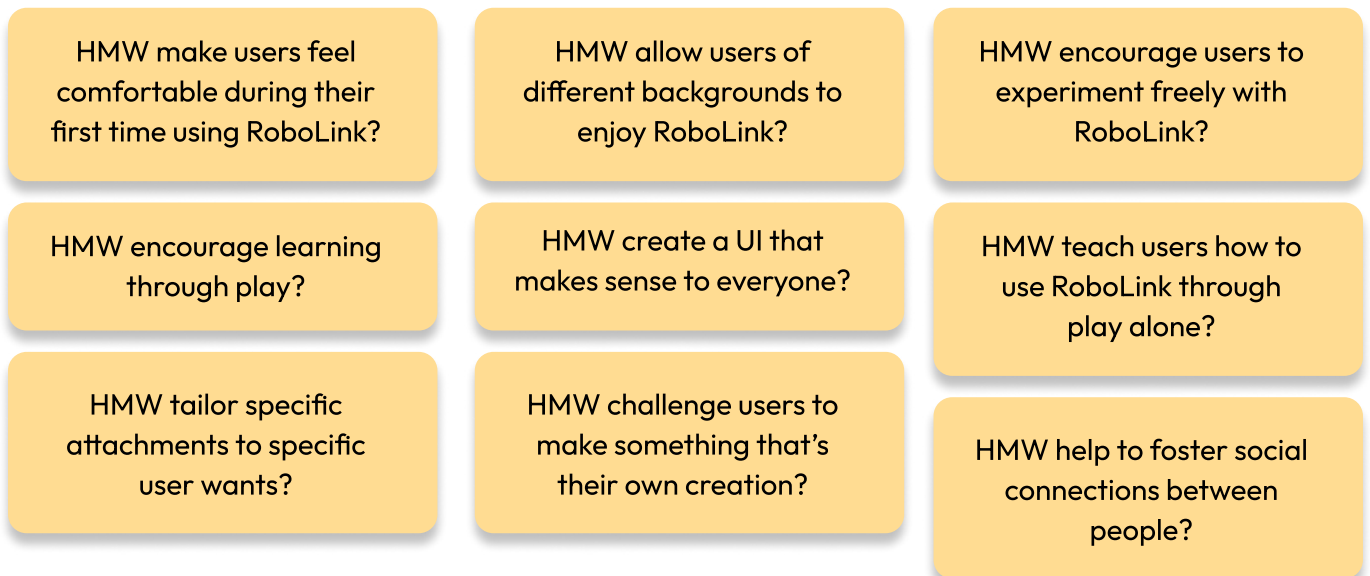 HMW make users feel
comfortable during their
first time using RoboLink?
HMW allow users of
different backgrounds to
enjoy RoboLink?
HMW encourage users to
experiment freely with
RoboLink?
HMW encourage learning
through play?
HMW create a UI that
makes sense to everyone?
HMW teach users how to
use RoboLink through
play alone?
HMW tailor specific
attachments to specific
user wants?
HMW challenge users to
make something that’s
their own creation?
HMW help to foster social
connections between
people?